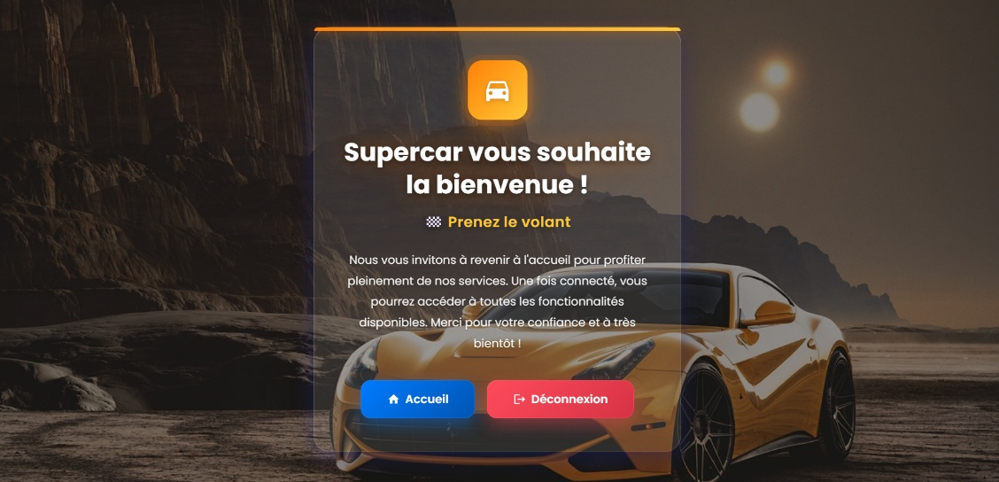 Supercar vous souhaite
la bienvenue !
Prenez le volant
Nous vous invitons à revenir à l'accueil pour profiter
pleinement de nos services. Une fois connecté, vous
pourrez accéder à toutes les fonctionnalités
disponibles. Merci pour votre confiance et à très
bientôt !
Accueil
Déconnexion